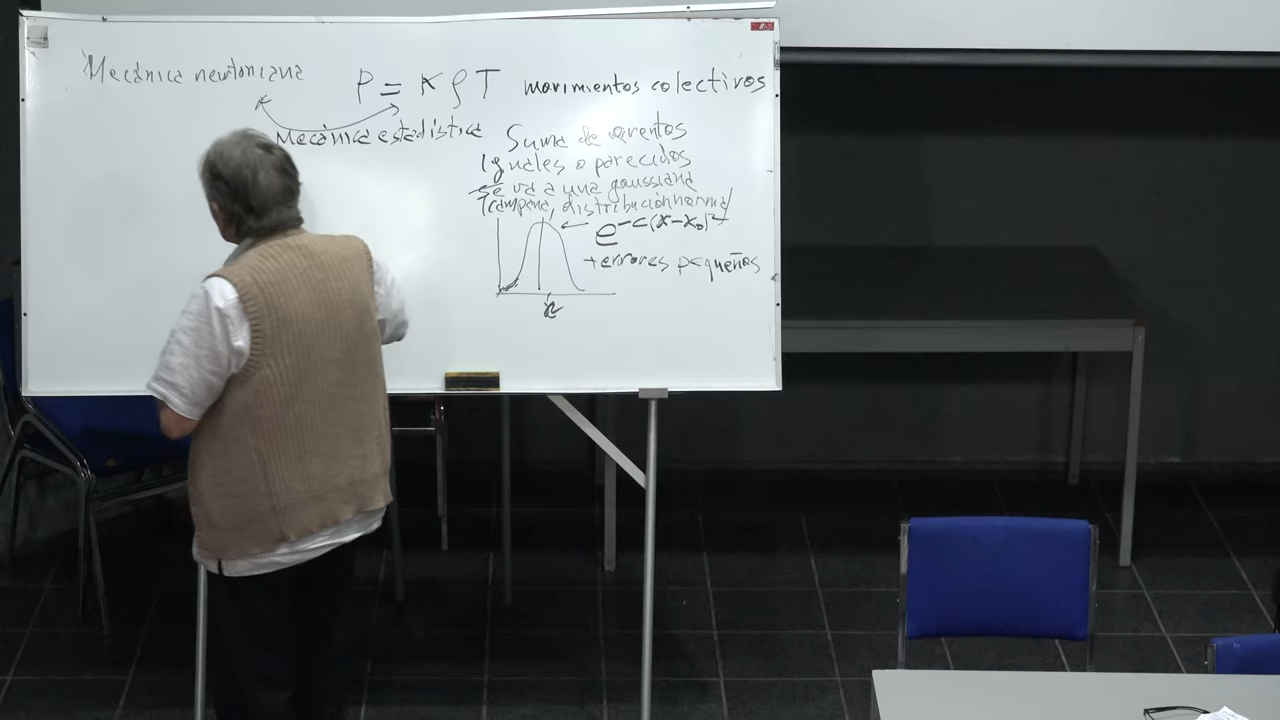 Mecánica newtoniana
P = K ρ T movimientos colectivos
Mecánica estadística
Suma de eventos
iguales o parecidos
se va a una gaussiana
(campana, distribución normal)
e^-c(x-x₀)²
+errores pequeños